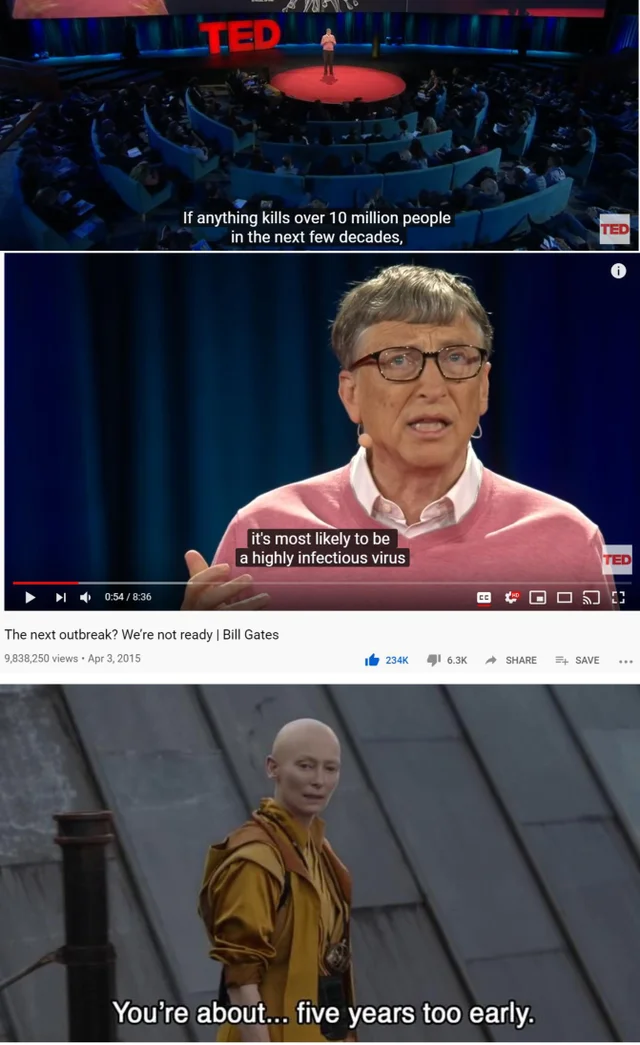 TED
If anything kills over 10 million people
in the next few decades,
TED
i
it's most likely to be
a highly infectious virus
TED
0:54 / 8:36
CC
HD
The next outbreak? We're not ready | Bill Gates
9,838,250 views • Apr 3, 2015
234K 6.3K SHARE SAVE
You're about... five years too early.